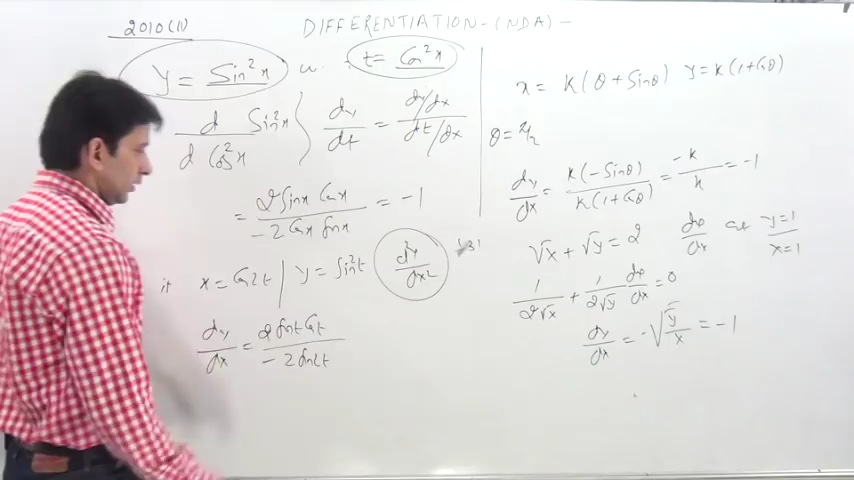 2010(II) DIFFERENTIATION-(NDA)-
y = Sin²x t = Cos²x
d Sin²x / d Cos²x } dy/dt = (dy/dx)/(dt/dx)
= 2 Sinx Cosx / -2 Cosx Sinx = -1
if x = Cos2t | y = Sin²t d²y/dx²
dy/dx = 2 Sint Cost / -2 Sin2t
x = K(θ + Sinθ) y = K(1+Cosθ)
θ = π/2
dy/dx = K(-Sinθ)/K(1+Cosθ) = -K/K = -1
√x + √y = 2 dy/dx at y=1 x=1
1/2√x + 1/2√y dy/dx = 0
dy/dx = -√y/x = -1